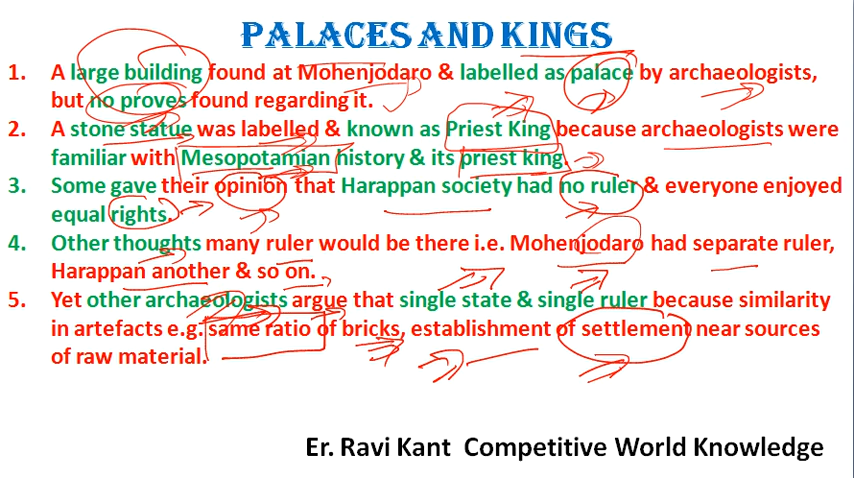 PALACES AND KINGS
1. A large building found at Mohenjodaro & labelled as palace by archaeologists,
but no proves found regarding it.
2. A stone statue was labelled & known as Priest King because archaeologists were
familiar with Mesopotamian history & its priest king.
3. Some gave their opinion that Harappan society had no ruler & everyone enjoyed
equal rights.
4. Other thoughts many ruler would be there i.e. Mohenjodaro had separate ruler,
Harappan another & so on.
5. Yet other archaeologists argue that single state & single ruler because similarity
in artefacts e.g. same ratio of bricks, establishment of settlement near sources
of raw material.
Er. Ravi Kant Competitive World Knowledge